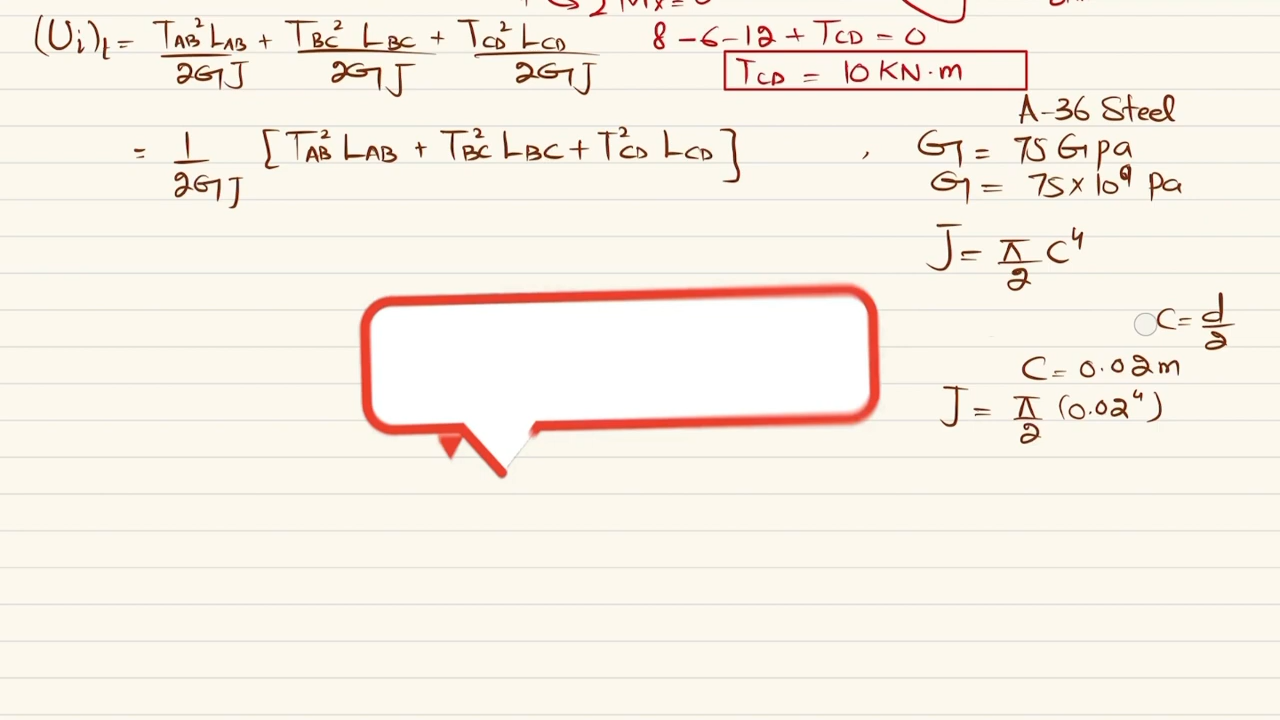 (Ui)t = TAB² LAB / 2GJ + TBC² LBC / 2GJ + TCD² LCD / 2GJ
8 - 6 - 12 + TCD = 0
TCD = 10 KN·m
= 1 / 2GJ [TAB² LAB + TBC² LBC + TCD² LCD] ,
A-36 Steel
G = 75 Gpa
G = 75 × 10⁹ Pa
J = π/2 C⁴
C = d/2
C = 0.02m
J = π/2 (0.02⁴)